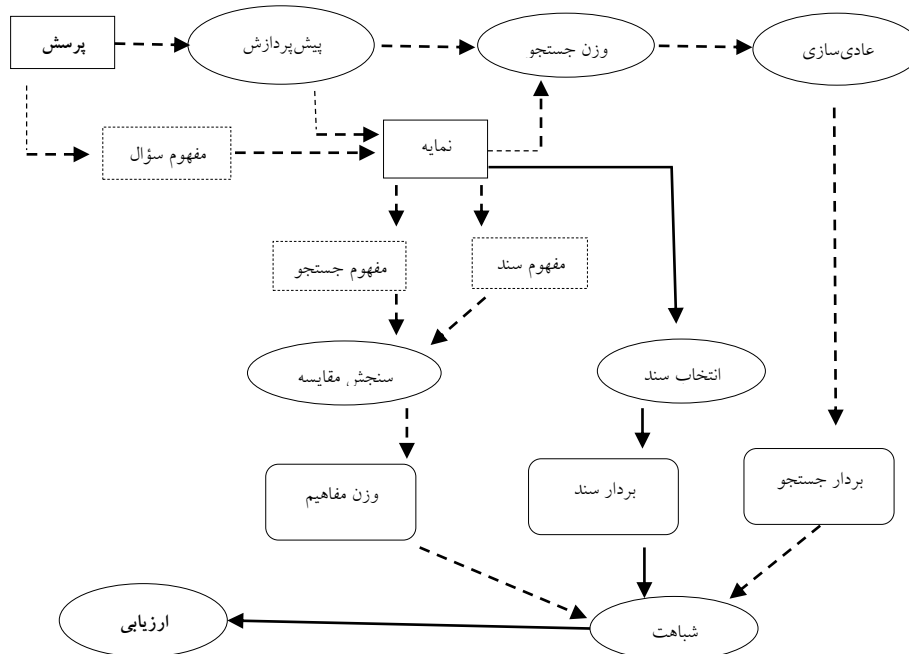 پرسش
پیش‌پردازش
وزن جستجو
عادی‌سازی
مفهوم سؤال
نمایه
مفهوم جستجو
مفهوم سند
سنجش مقایسه
انتخاب سند
وزن مفاهیم
بردار سند
بردار جستجو
ارزیابی
شباهت